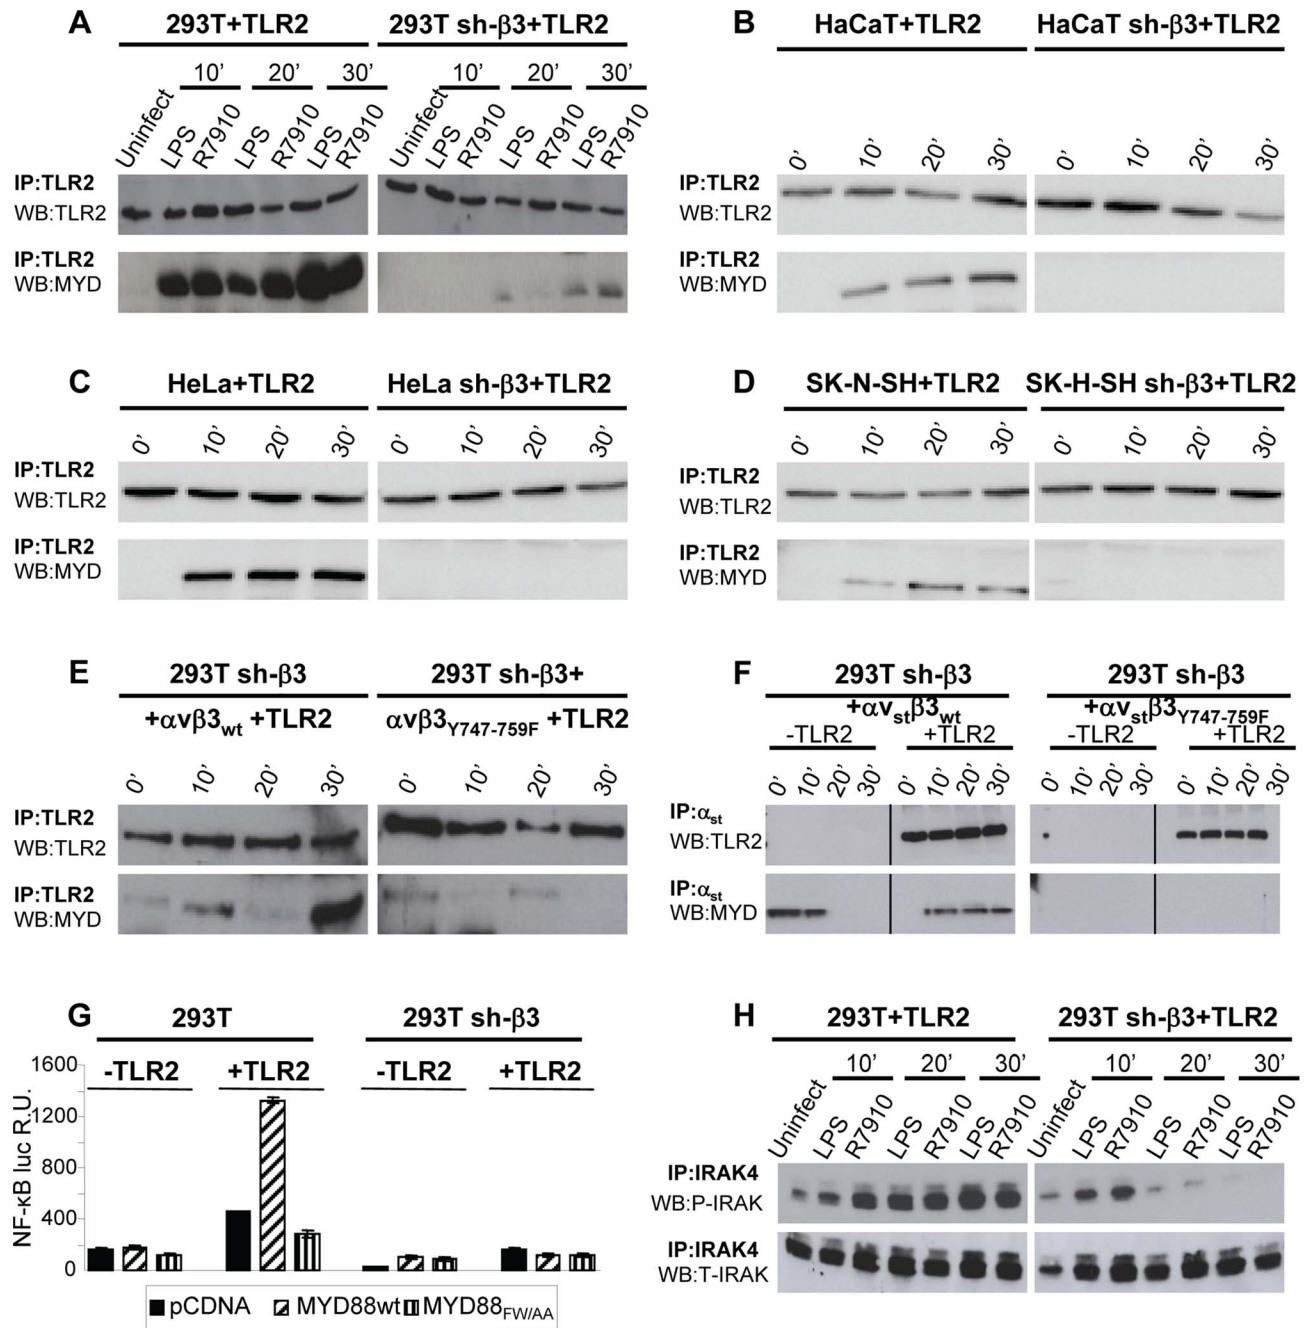 A 293T+TLR2 293T sh-β3+TLR2
10' 20' 30' 10' 20' 30'
Uninfect LPS R7910 LPS R7910 LPS R7910 Uninfect LPS R7910 LPS R7910 LPS R7910
IP:TLR2
WB:TLR2
IP:TLR2
WB:MYD
B HaCaT+TLR2 HaCaT sh-β3+TLR2
0' 10' 20' 30' 0' 10' 20' 30'
IP:TLR2
WB:TLR2
IP:TLR2
WB:MYD
C HeLa+TLR2 HeLa sh-β3+TLR2
0' 10' 20' 30' 0' 10' 20' 30'
IP:TLR2
WB:TLR2
IP:TLR2
WB:MYD
D SK-N-SH+TLR2 SK-H-SH sh-β3+TLR2
0' 10' 20' 30' 0' 10' 20' 30'
IP:TLR2
WB:TLR2
IP:TLR2
WB:MYD
E 293T sh-β3 293T sh-β3+
+αvβ3wt +TLR2 αvβ3Y747-759F +TLR2
0' 10' 20' 30' 0' 10' 20' 30'
IP:TLR2
WB:TLR2
IP:TLR2
WB:MYD
F 293T sh-β3 293T sh-β3
+αvstβ3wt +αvstβ3Y747-759F
-TLR2 +TLR2 -TLR2 +TLR2
0' 10' 20' 30' 0' 10' 20' 30' 0' 10' 20' 30' 0' 10' 20' 30'
IP:αst
WB:TLR2
IP:αst
WB:MYD
G 293T 293T sh-β3
-TLR2 +TLR2 -TLR2 +TLR2
NF-κB luc R.U.
1600
1200
800
400
0
pCDNA MYD88wt MYD88FW/AA
H 293T+TLR2 293T sh-β3+TLR2
10' 20' 30' 10' 20' 30'
Uninfect LPS R7910 LPS R7910 LPS R7910 Uninfect LPS R7910 LPS R7910 LPS R7910
IP:IRAK4
WB:P-IRAK
IP:IRAK4
WB:T-IRAK